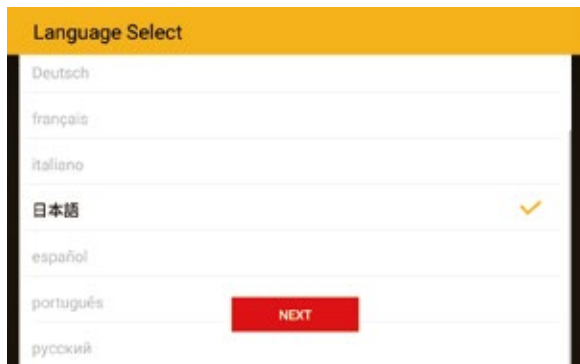 Language Select
Deutsch
français
italiano
日本語
español
português
NEXT
русский